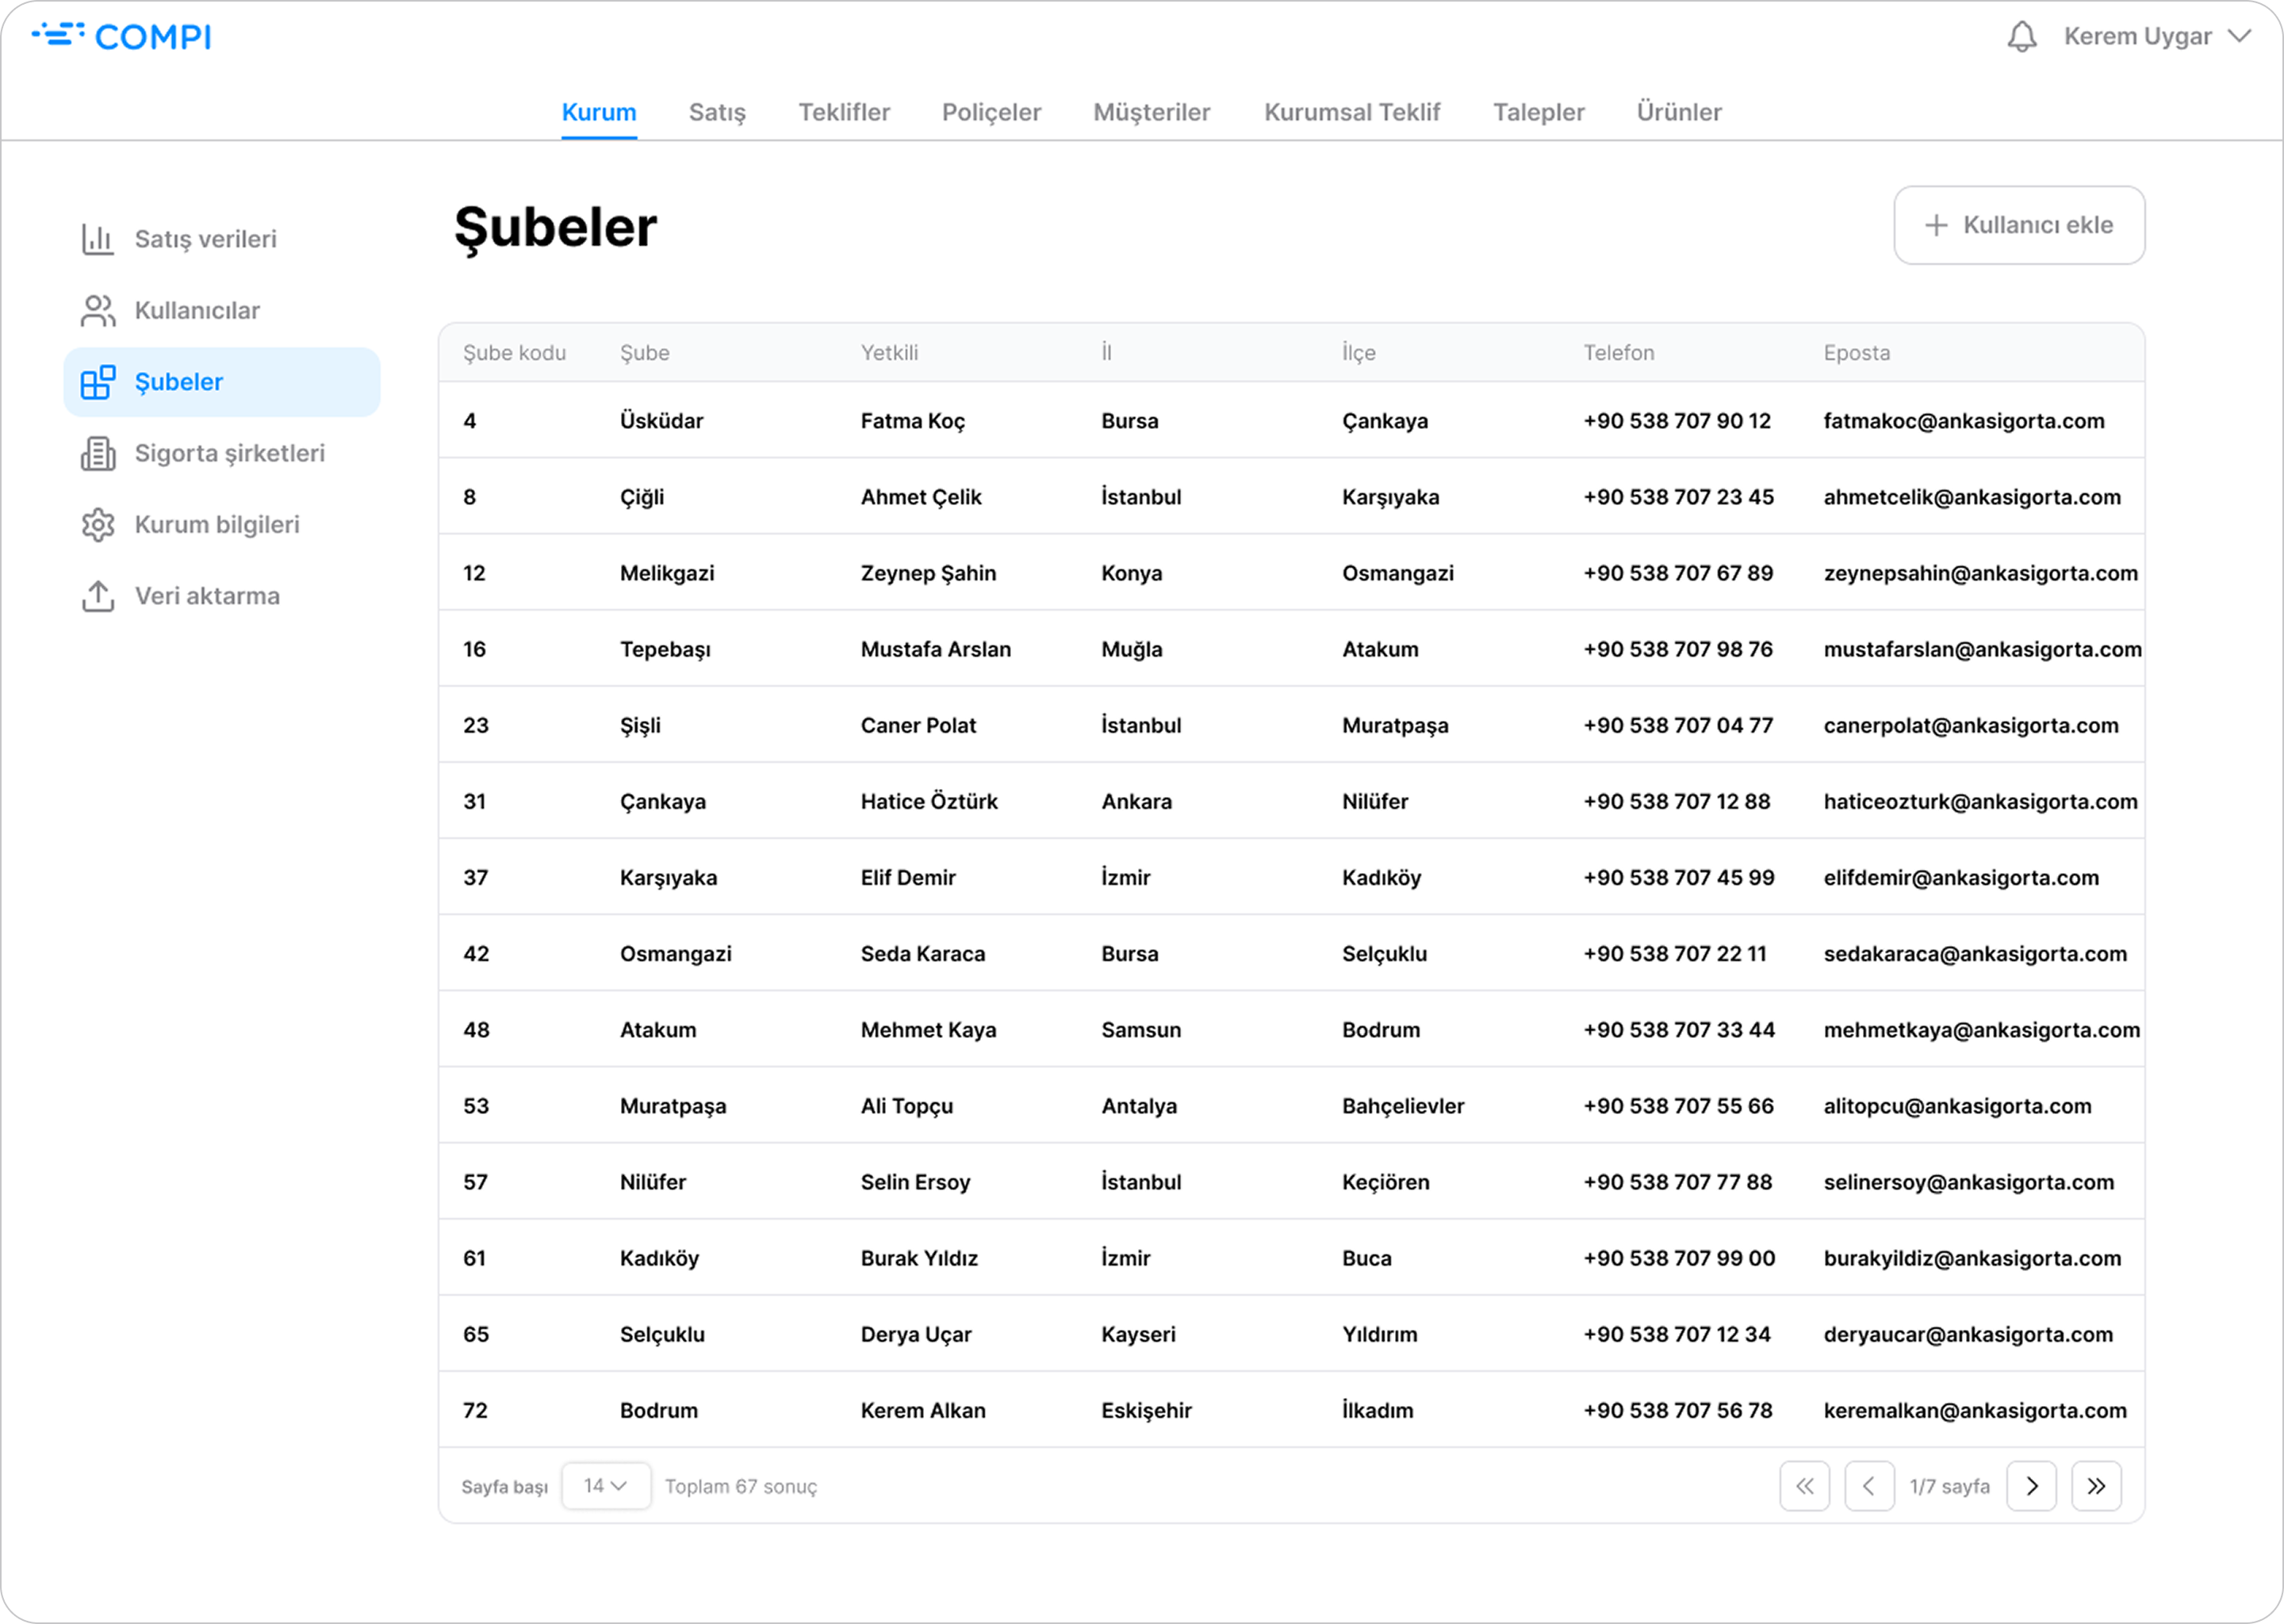 COMPI
Kerem Uygar
Kurum Satış Teklifler Poliçeler Müşteriler Kurumsal Teklif Talepler Ürünler
Satış verileri
Kullanıcılar
Şubeler
Sigorta şirketleri
Kurum bilgileri
Veri aktarma
Şubeler
+ Kullanıcı ekle
Şube kodu Şube Yetkili İl İlçe Telefon Eposta
4 Üsküdar Fatma Koç Bursa Çankaya +90 538 707 90 12 fatmakoc@ankasigorta.com
8 Çiğli Ahmet Çelik İstanbul Karşıyaka +90 538 707 23 45 ahmetcelik@ankasigorta.com
12 Melikgazi Zeynep Şahin Konya Osmangazi +90 538 707 67 89 zeynepsahin@ankasigorta.com
16 Tepebaşı Mustafa Arslan Muğla Atakum +90 538 707 98 76 mustafarslan@ankasigorta.com
23 Şişli Caner Polat İstanbul Muratpaşa +90 538 707 04 77 canerpolat@ankasigorta.com
31 Çankaya Hatice Öztürk Ankara Nilüfer +90 538 707 12 88 haticeozturk@ankasigorta.com
37 Karşıyaka Elif Demir İzmir Kadıköy +90 538 707 45 99 elifdemir@ankasigorta.com
42 Osmangazi Seda Karaca Bursa Selçuklu +90 538 707 22 11 sedakaraca@ankasigorta.com
48 Atakum Mehmet Kaya Samsun Bodrum +90 538 707 33 44 mehmetkaya@ankasigorta.com
53 Muratpaşa Ali Topçu Antalya Bahçelievler +90 538 707 55 66 alitopcu@ankasigorta.com
57 Nilüfer Selin Ersoy İstanbul Keçiören +90 538 707 77 88 selinersoy@ankasigorta.com
61 Kadıköy Burak Yıldız İzmir Buca +90 538 707 99 00 burakyildiz@ankasigorta.com
65 Selçuklu Derya Uçar Kayseri Yıldırım +90 538 707 12 34 deryaucar@ankasigorta.com
72 Bodrum Kerem Alkan Eskişehir İlkadım +90 538 707 56 78 keremalkan@ankasigorta.com
Sayfa başı 14 Toplam 67 sonuç 1/7 sayfa